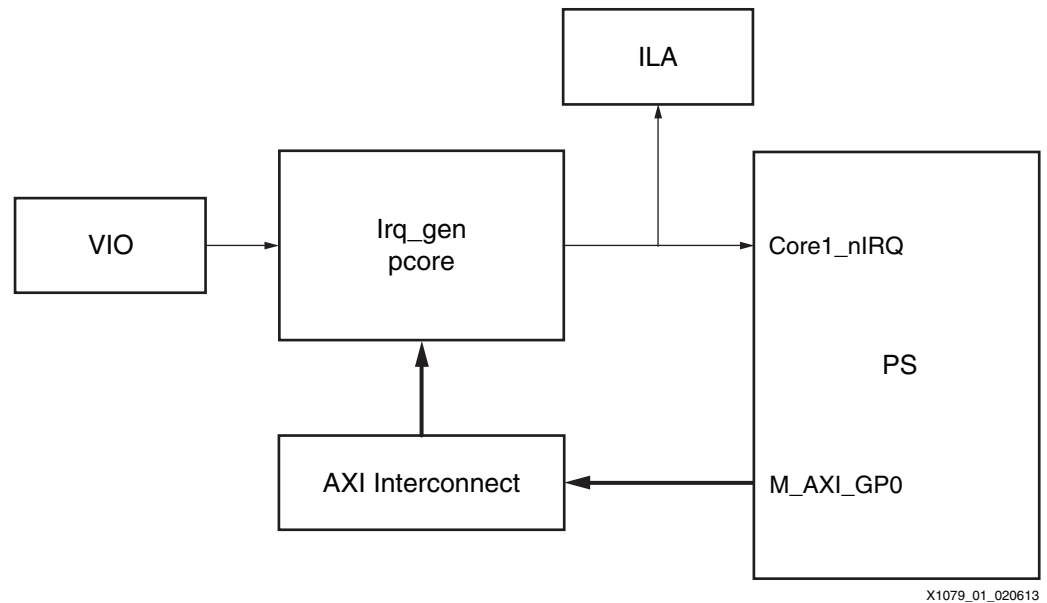 ILA
VIO
Irq_gen
pcore
Core1_nIRQ
PS
AXI Interconnect
M_AXI_GP0
X1079_01_020613